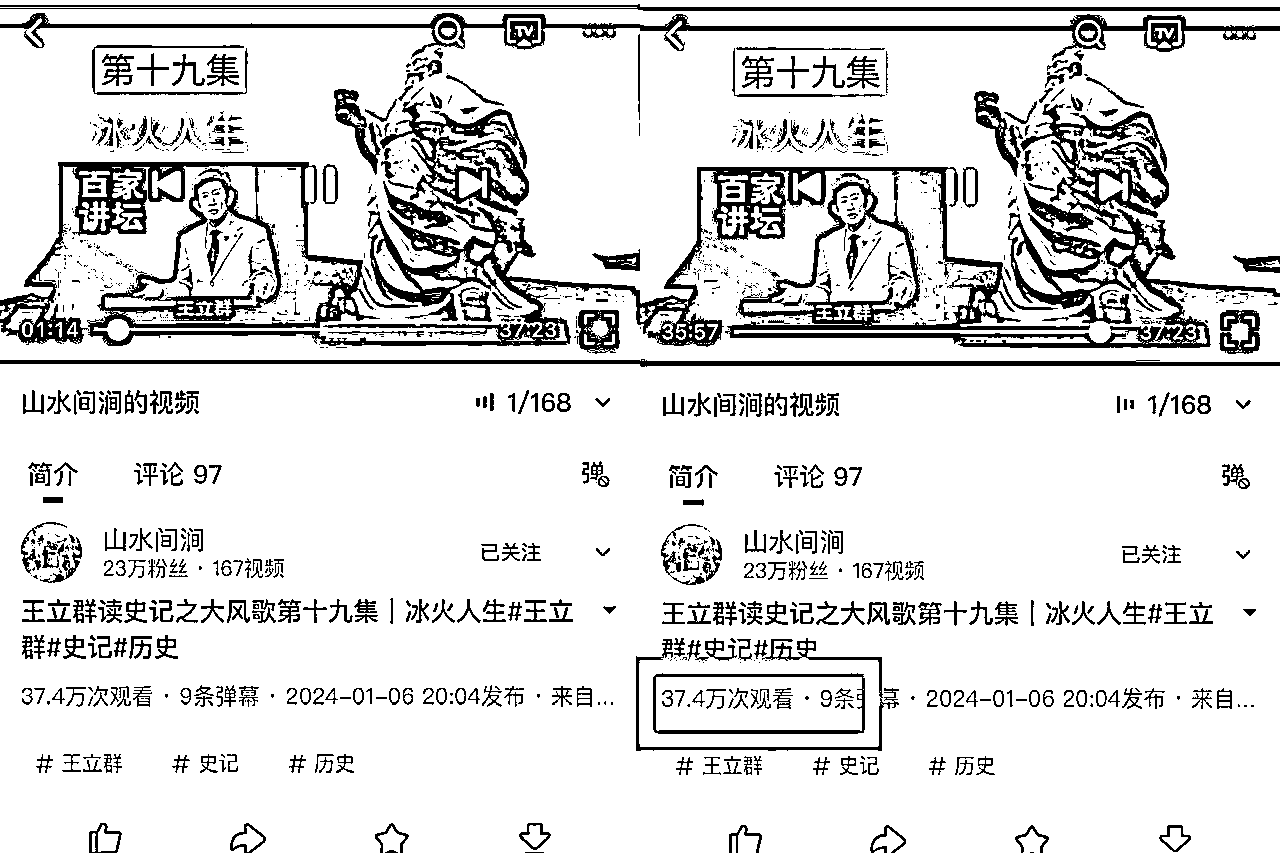 第十九集
冰火人生
百家
讲坛
王立群
01:14
37:23
山水间涧的视频
1/168
简介
评论 97
弹
山水间涧
23万粉丝 · 167视频
已关注
王立群读史记之大风歌第十九集｜冰火人生#王立
群#史记#历史
37.4万次观看 · 9条弹幕 · 2024-01-06 20:04发布 · 来自...
# 王立群
# 史记
# 历史
TV
第十九集
冰火人生
百家
讲坛
王立群
35:57
37:23
山水间涧的视频
1/168
简介
评论 97
弹
山水间涧
23万粉丝 · 167视频
已关注
王立群读史记之大风歌第十九集｜冰火人生#王立
群#史记#历史
37.4万次观看 · 9条弹幕 · 2024-01-06 20:04发布 · 来自...
# 王立群
# 史记
# 历史
TV